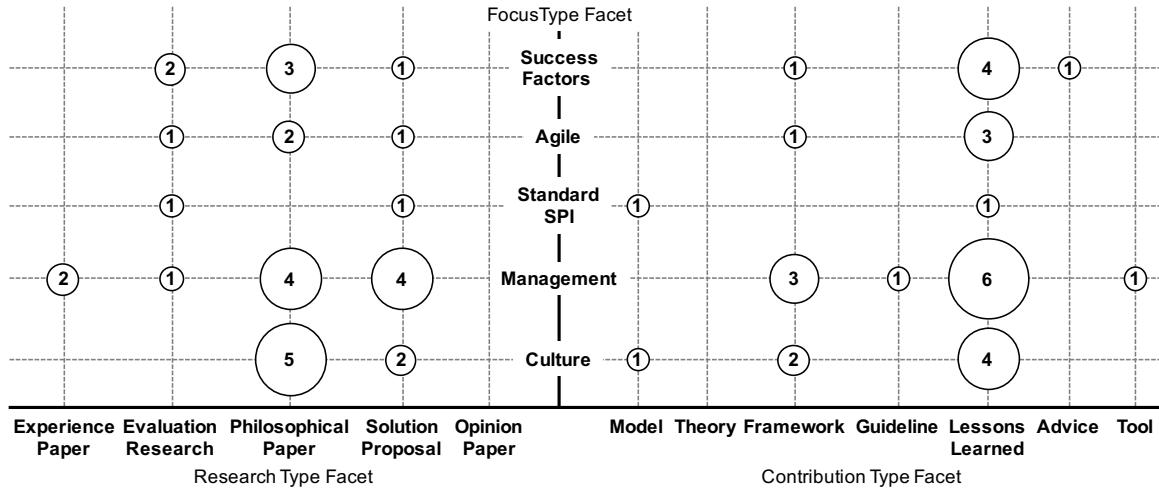 FocusType Facet
2 3 1 Success Factors 1 4 1
1 2 1 Agile 1 3
1 1 Standard SPI 1 1
2 1 4 4 Management 3 1 6 1
5 2 Culture 1 2 4
Experience Paper Evaluation Research Philosophical Paper Solution Proposal Opinion Paper Model Theory Framework Guideline Lessons Learned Advice Tool
Research Type Facet Contribution Type Facet